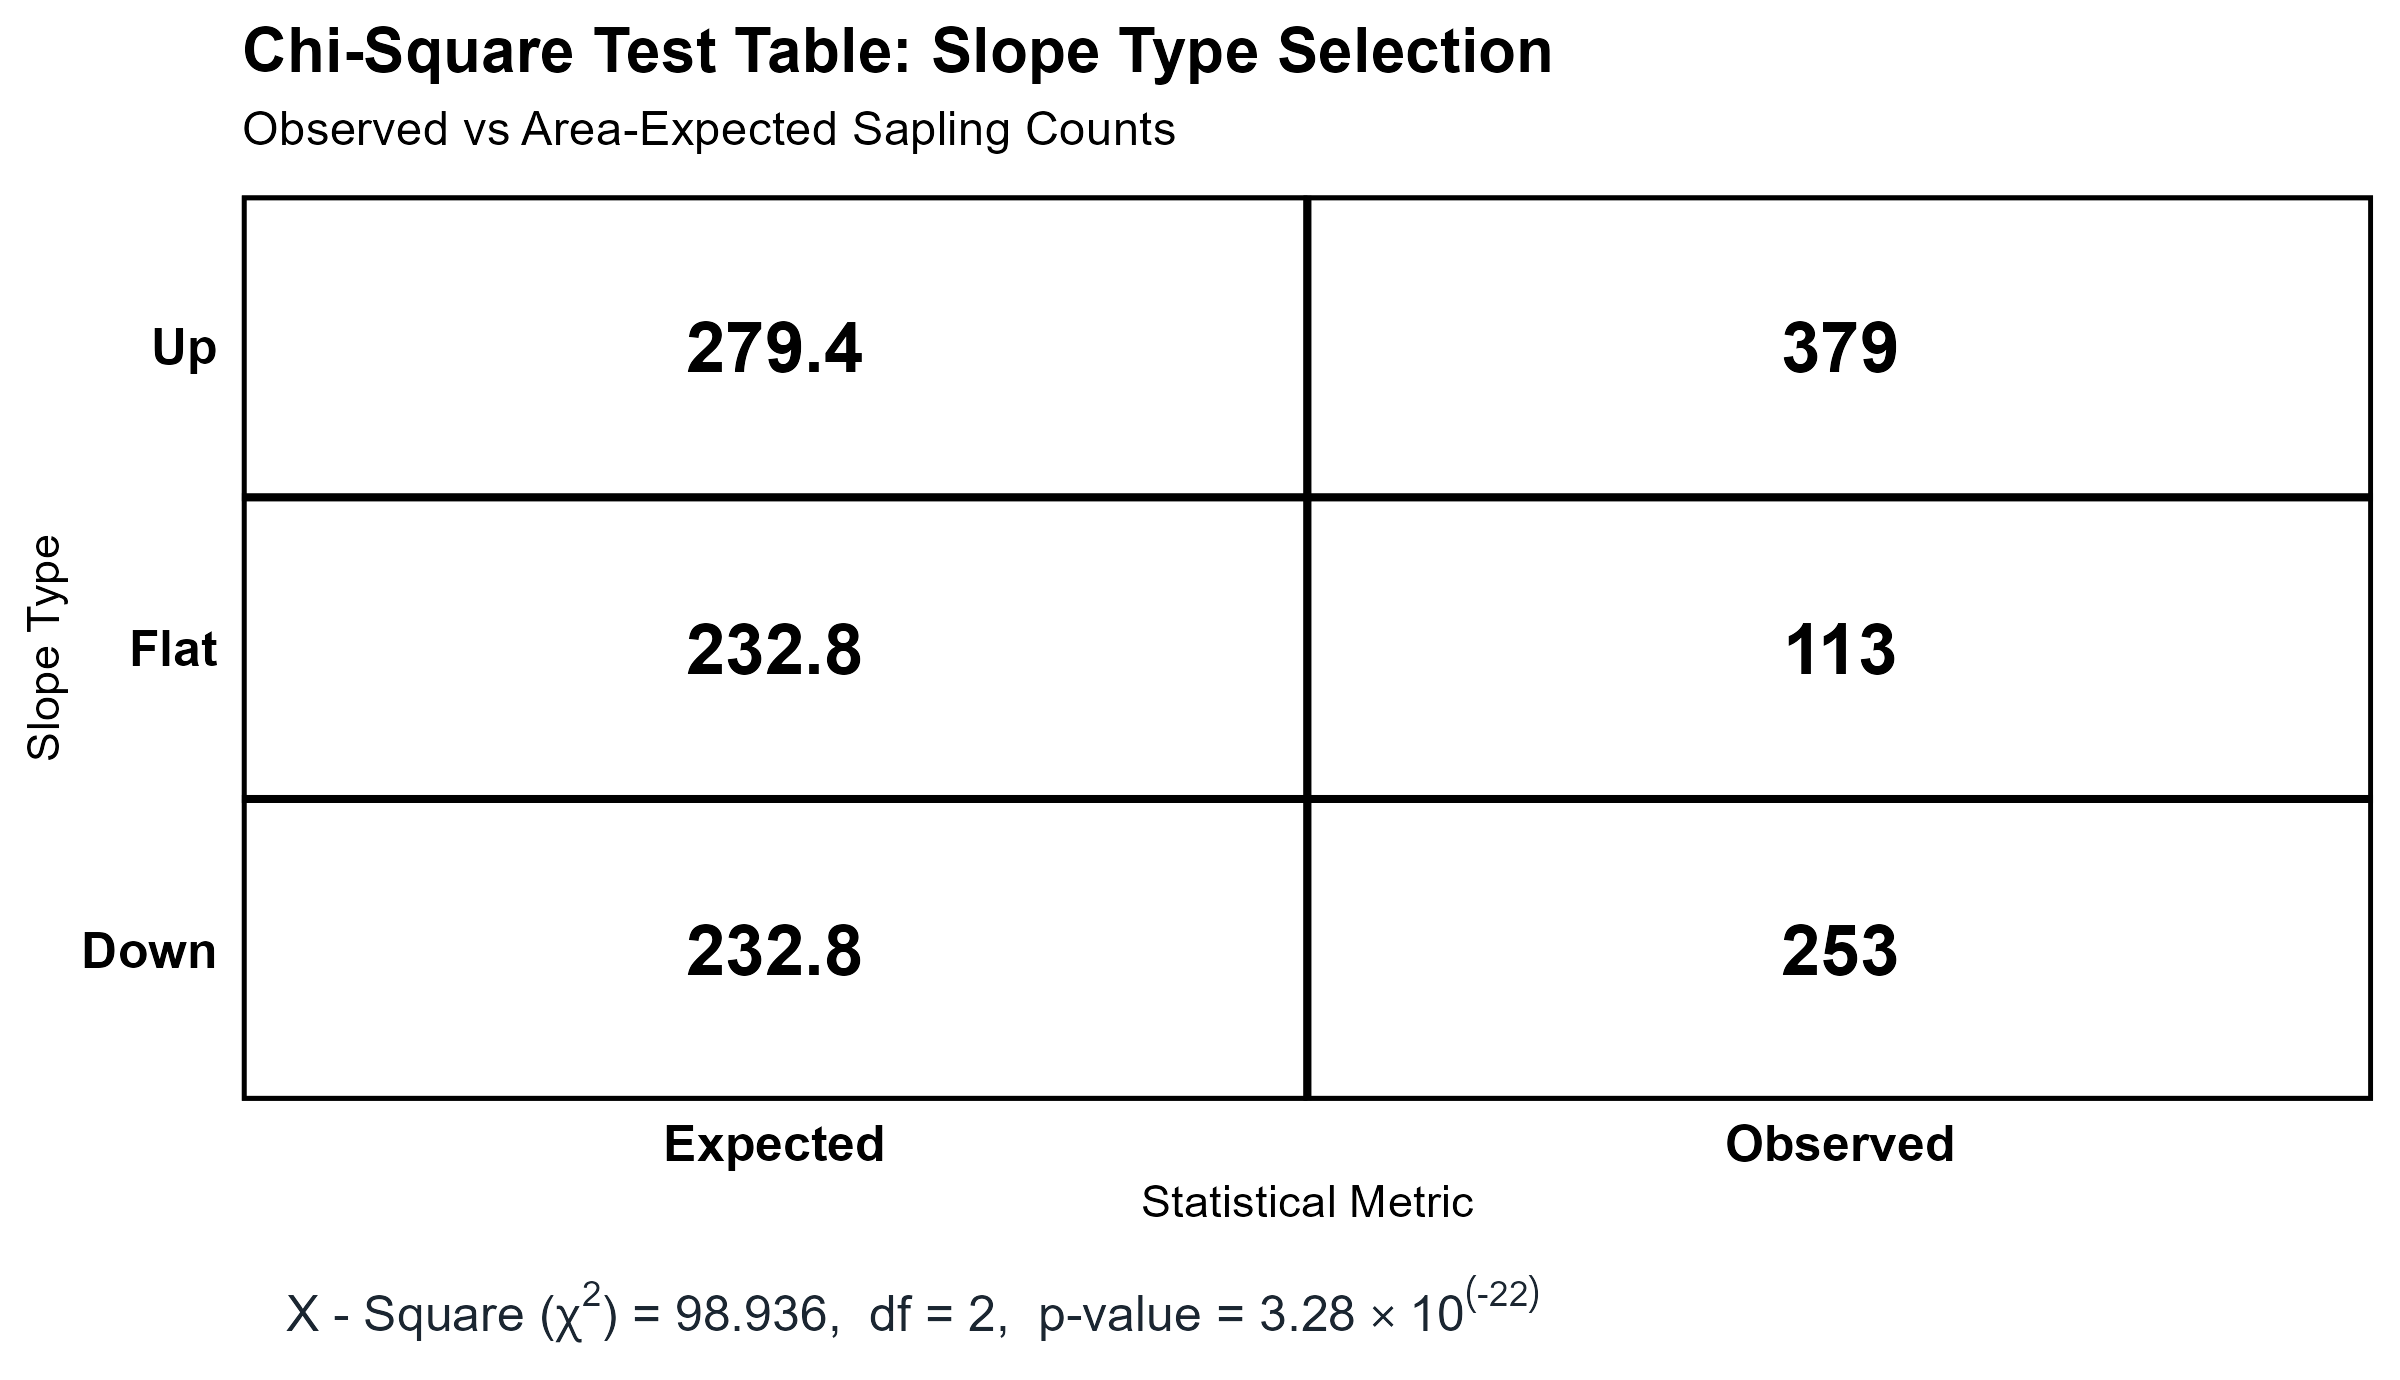 Chi-Square Test Table: Slope Type Selection
Observed vs Area-Expected Sapling Counts
Slope Type
Up 279.4 379
Flat 232.8 113
Down 232.8 253
Expected Observed
Statistical Metric
X - Square (χ²) = 98.936, df = 2, p-value = 3.28 × 10⁽⁻²²⁾